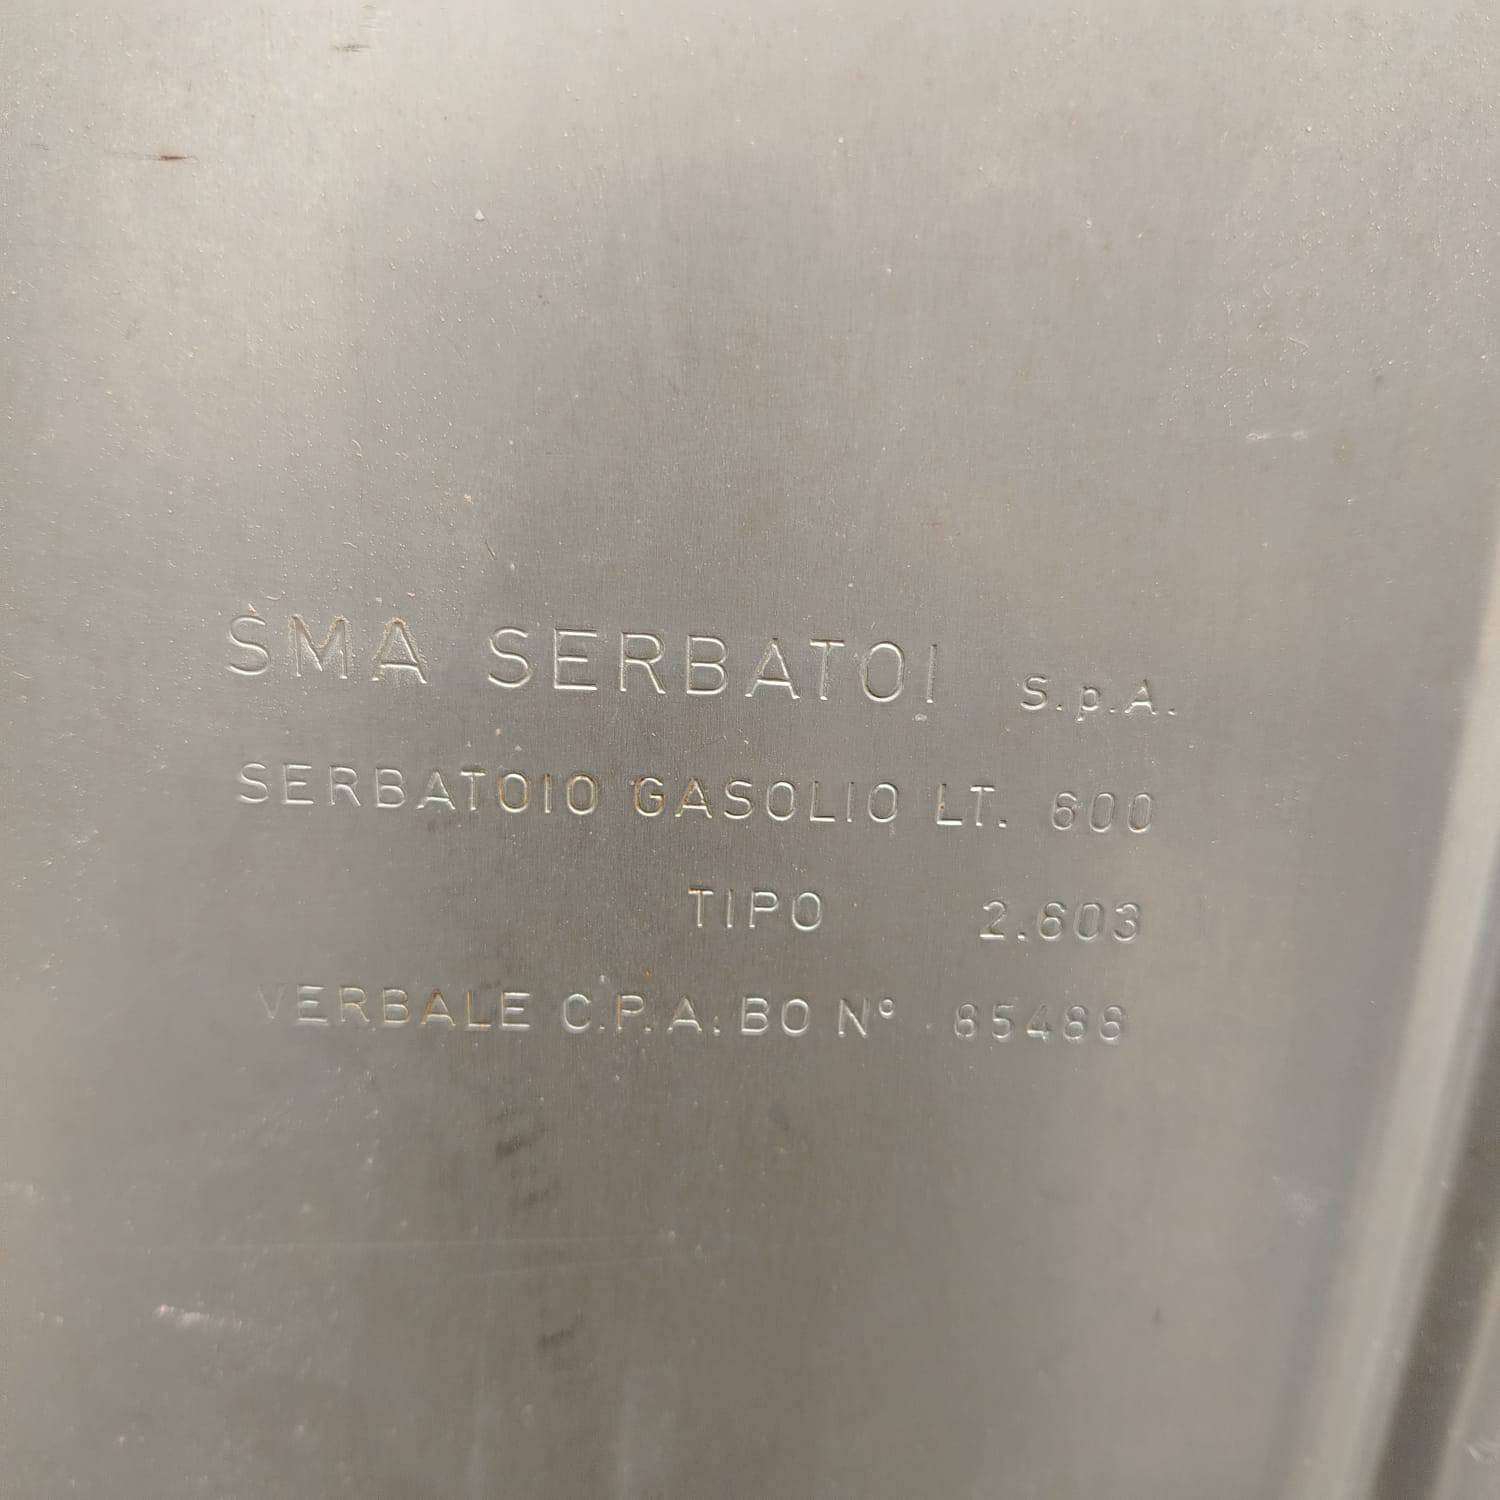 SMA SERBATOI S.p.A.
SERBATOIO GASOLIO LT. 600
TIPO 2.603
VERBALE C.P.A. BO N° 85488